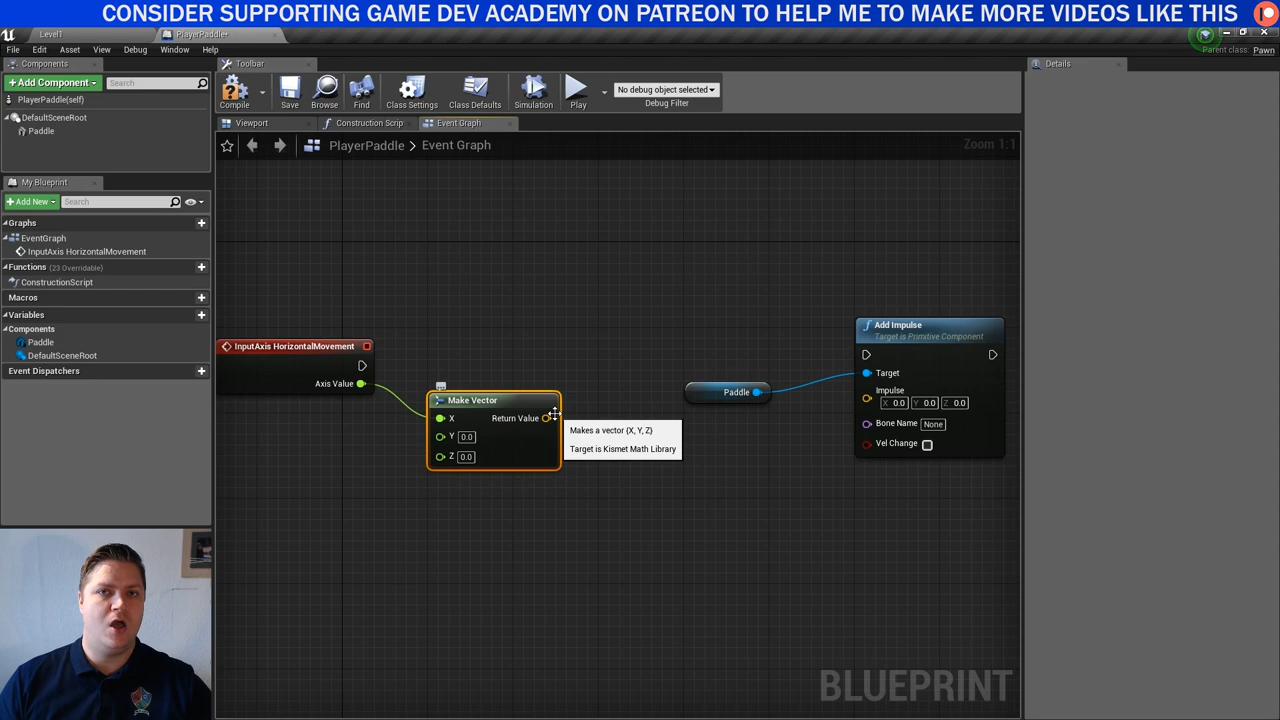 CONSIDER SUPPORTING GAME DEV ACADEMY ON PATREON TO HELP ME TO MAKE MORE VIDEOS LIKE THIS
Level1
PlayerPaddle*
Parent class: Pawn
File Edit Asset View Debug Window Help
Components
+Add Component
Search
PlayerPaddle(self)
DefaultSceneRoot
Paddle
My Blueprint
+Add New
Search
Graphs
EventGraph
InputAxis HorizontalMovement
Functions (23 Overridable)
ConstructionScript
Macros
Variables
Components
Paddle
DefaultSceneRoot
Event Dispatchers
Toolbar
Compile Save Browse Find Class Settings Class Defaults Simulation Play
No debug object selected
Debug Filter
Viewport
Construction Scrip
Event Graph
PlayerPaddle > Event Graph
Zoom 1:1
InputAxis HorizontalMovement
Axis Value
Make Vector
X Return Value
Y 0.0
Z 0.0
Makes a vector {X, Y, Z}
Target is Kismet Math Library
Paddle
Add Impulse
Target is Primitive Component
Target
Impulse
X 0.0 Y 0.0 Z 0.0
Bone Name None
Vel Change
BLUEPRINT
Details